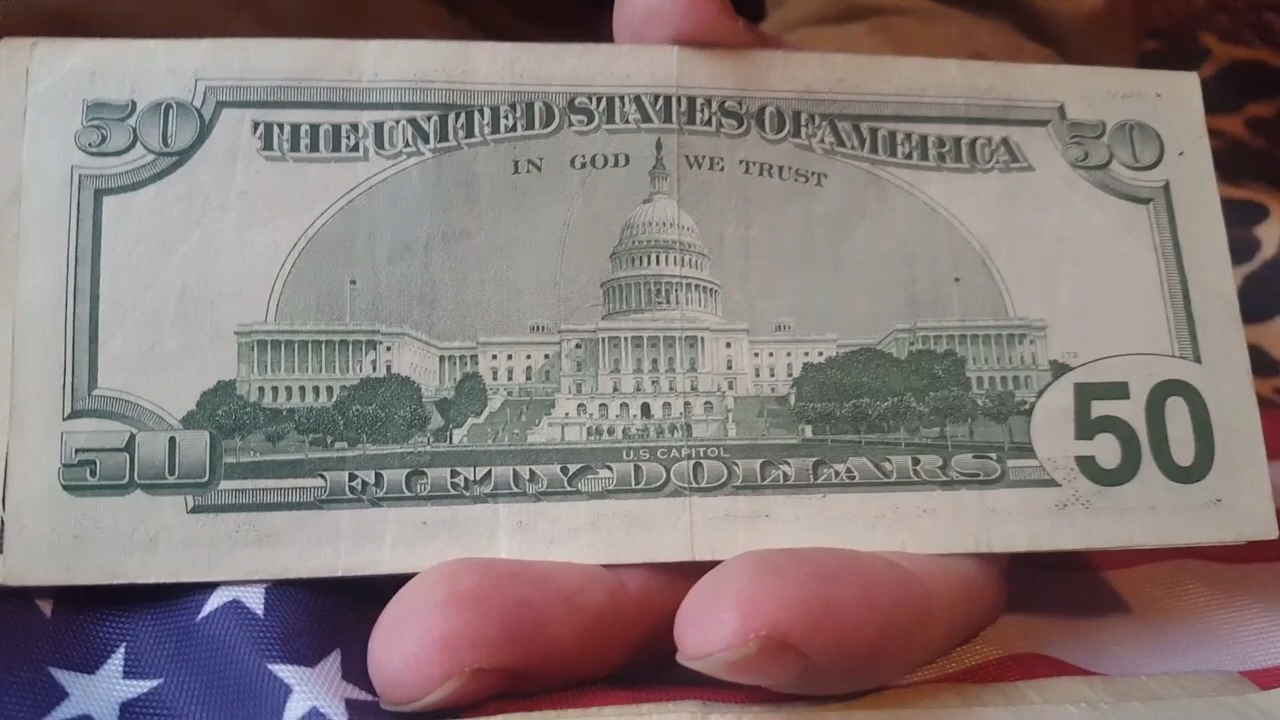 50 THE UNITED STATES OF AMERICA 50
IN GOD WE TRUST
U.S. CAPITOL
50 FIFTY DOLLARS 50